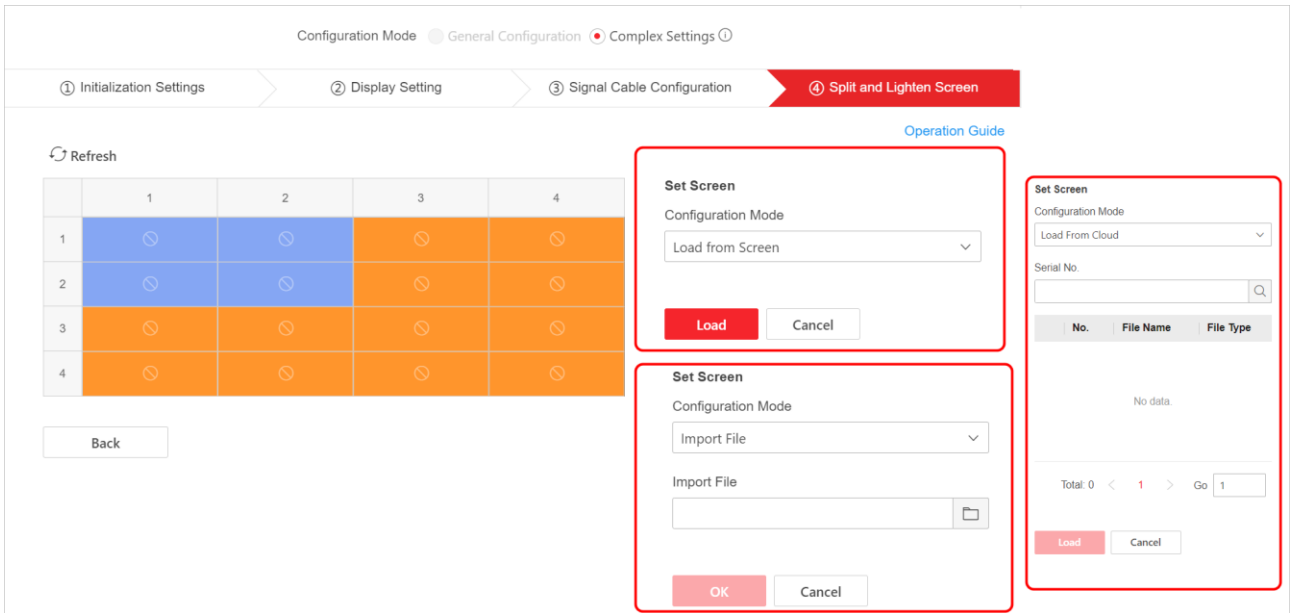 Configuration Mode General Configuration Complex Settings
① Initialization Settings ② Display Setting ③ Signal Cable Configuration ④ Split and Lighten Screen
Operation Guide
Refresh
1 2 3 4
1
2
3
4
Back
Set Screen
Configuration Mode
Load from Screen
Load Cancel
Set Screen
Configuration Mode
Import File
Import File
OK Cancel
Set Screen
Configuration Mode
Load From Cloud
Serial No.
No. File Name File Type
No data.
Total: 0 < 1 > Go 1
Load Cancel